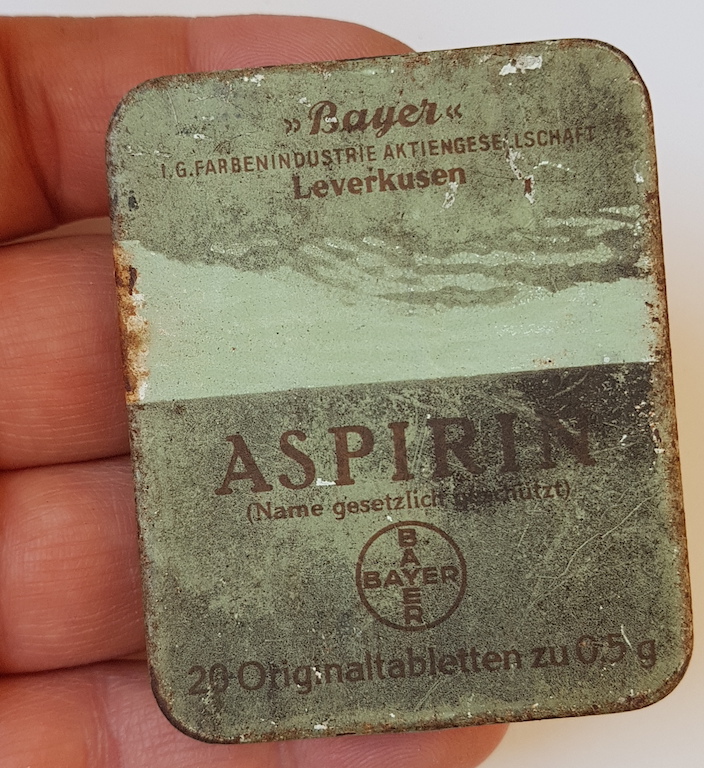 »Bayer«
I.G.FARBENINDUSTRIE AKTIENGESELLSCHAFT
Leverkusen
ASPIRIN
(Name gesetzlich geschützt)
BAYER
BAYER
20 Originaltabletten zu 0,5 g